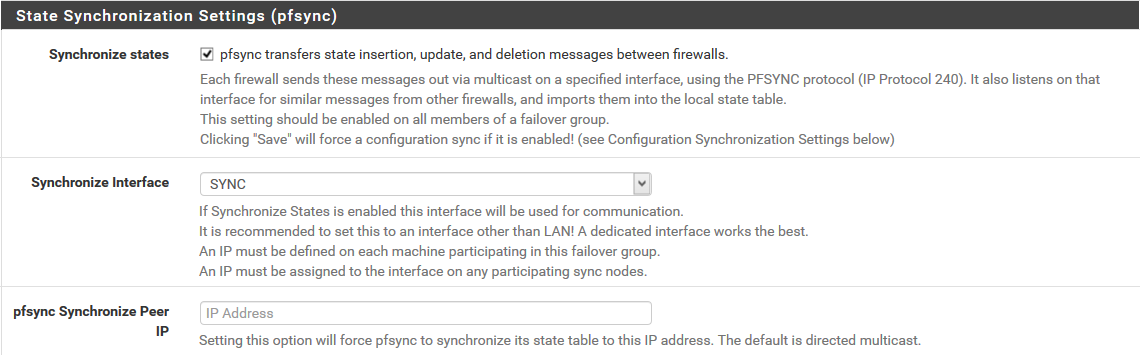 State Synchronization Settings (pfsync)
Synchronize states
pfsync transfers state insertion, update, and deletion messages between firewalls.
Each firewall sends these messages out via multicast on a specified interface, using the PFSYNC protocol (IP Protocol 240). It also listens on that
interface for similar messages from other firewalls, and imports them into the local state table.
This setting should be enabled on all members of a failover group.
Clicking "Save" will force a configuration sync if it is enabled! (see Configuration Synchronization Settings below)
Synchronize Interface
SYNC
If Synchronize States is enabled this interface will be used for communication.
It is recommended to set this to an interface other than LAN! A dedicated interface works the best.
An IP must be defined on each machine participating in this failover group.
An IP must be assigned to the interface on any participating sync nodes.
pfsync Synchronize Peer
IP
IP Address
Setting this option will force pfsync to synchronize its state table to this IP address. The default is directed multicast.